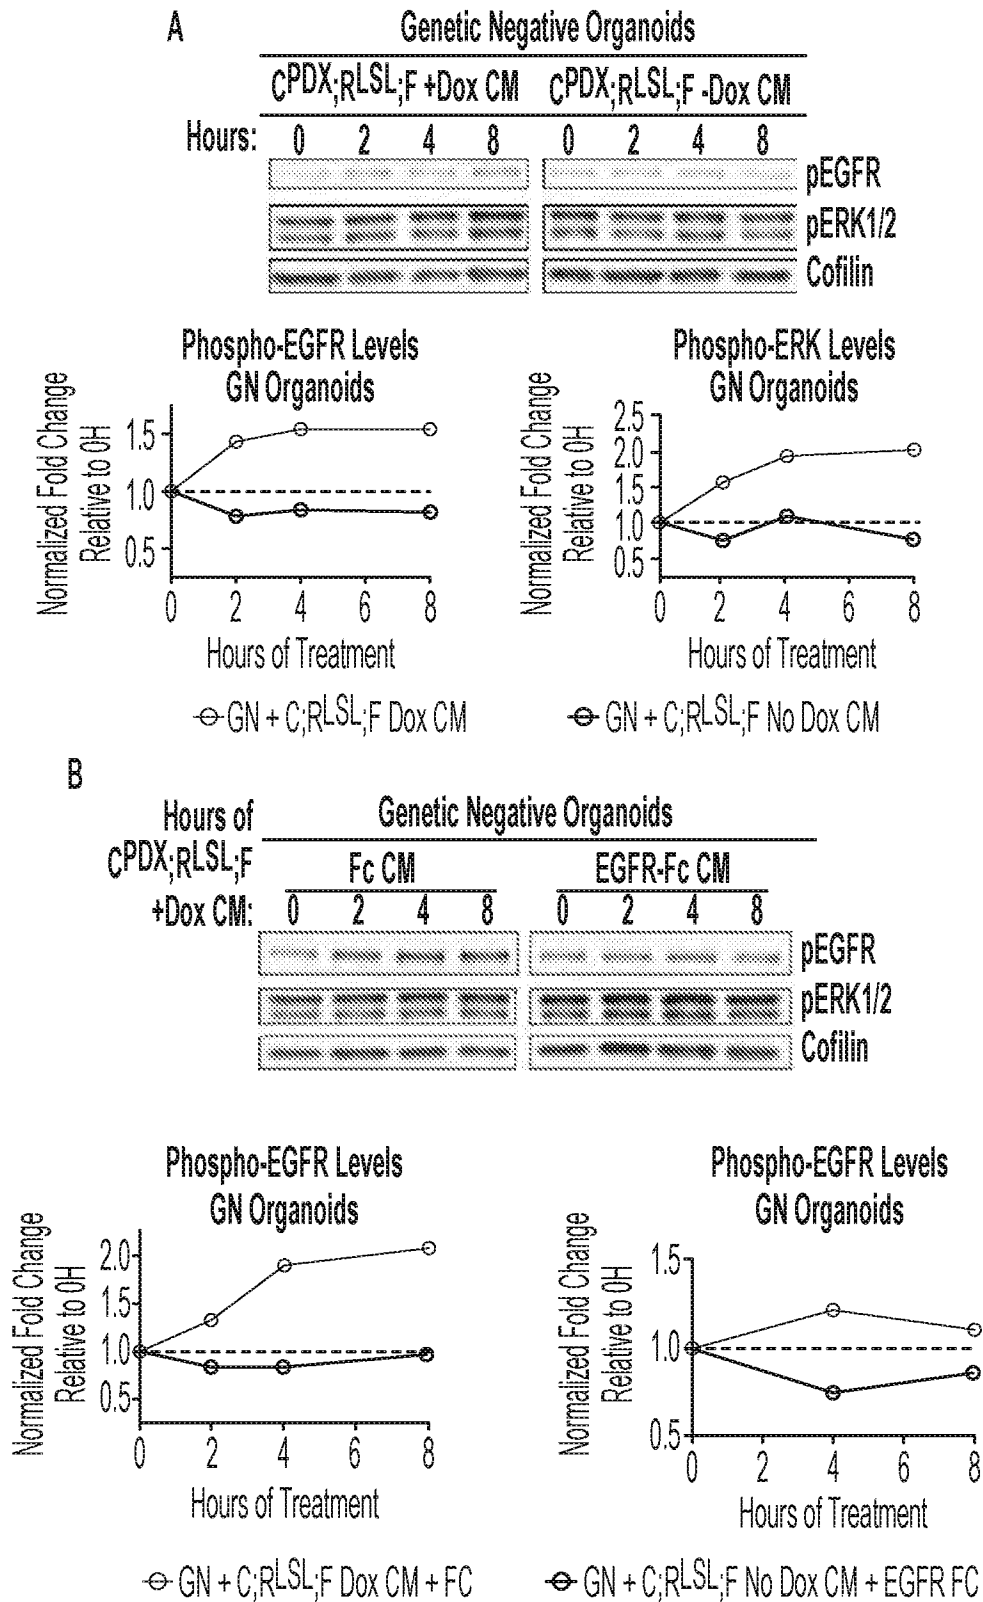 A
Genetic Negative Organoids
CPDX;RLSL;F +Dox CM
CPDX;RLSL;F -Dox CM
Hours: 0 2 4 8 0 2 4 8
pEGFR
pERK1/2
Cofilin
Phospho-EGFR Levels
GN Organoids
Normalized Fold Change
Relative to 0H
1.5
1.0
0.5
0 2 4 6 8
Hours of Treatment
Phospho-ERK Levels
GN Organoids
Normalized Fold Change
Relative to 0H
2.5
2.0
1.5
1.0
0.5
0 2 4 6 8
Hours of Treatment
GN + C;RLSL;F Dox CM
GN + C;RLSL;F No Dox CM
B
Hours of
CPDX;RLSL;F
+Dox CM:
Genetic Negative Organoids
Fc CM
EGFR-Fc CM
0 2 4 8 0 2 4 8
pEGFR
pERK1/2
Cofilin
Phospho-EGFR Levels
GN Organoids
Normalized Fold Change
Relative to 0H
2.0
1.5
1.0
0.5
0 2 4 6 8
Hours of Treatment
Phospho-EGFR Levels
GN Organoids
Normalized Fold Change
Relative to 0H
1.5
1.0
0.5
0 2 4 6 8
Hours of Treatment
GN + C;RLSL;F Dox CM + FC
GN + C;RLSL;F No Dox CM + EGFR FC